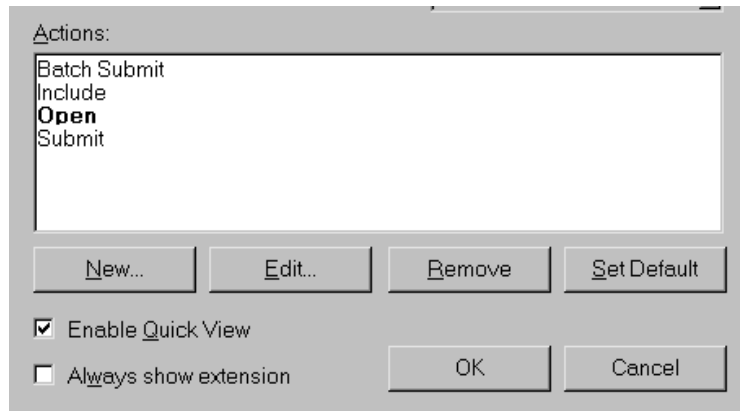 Actions:
Batch Submit
Include
Open
Submit
New... Edit... Remove Set Default
Enable Quick View
Always show extension OK Cancel